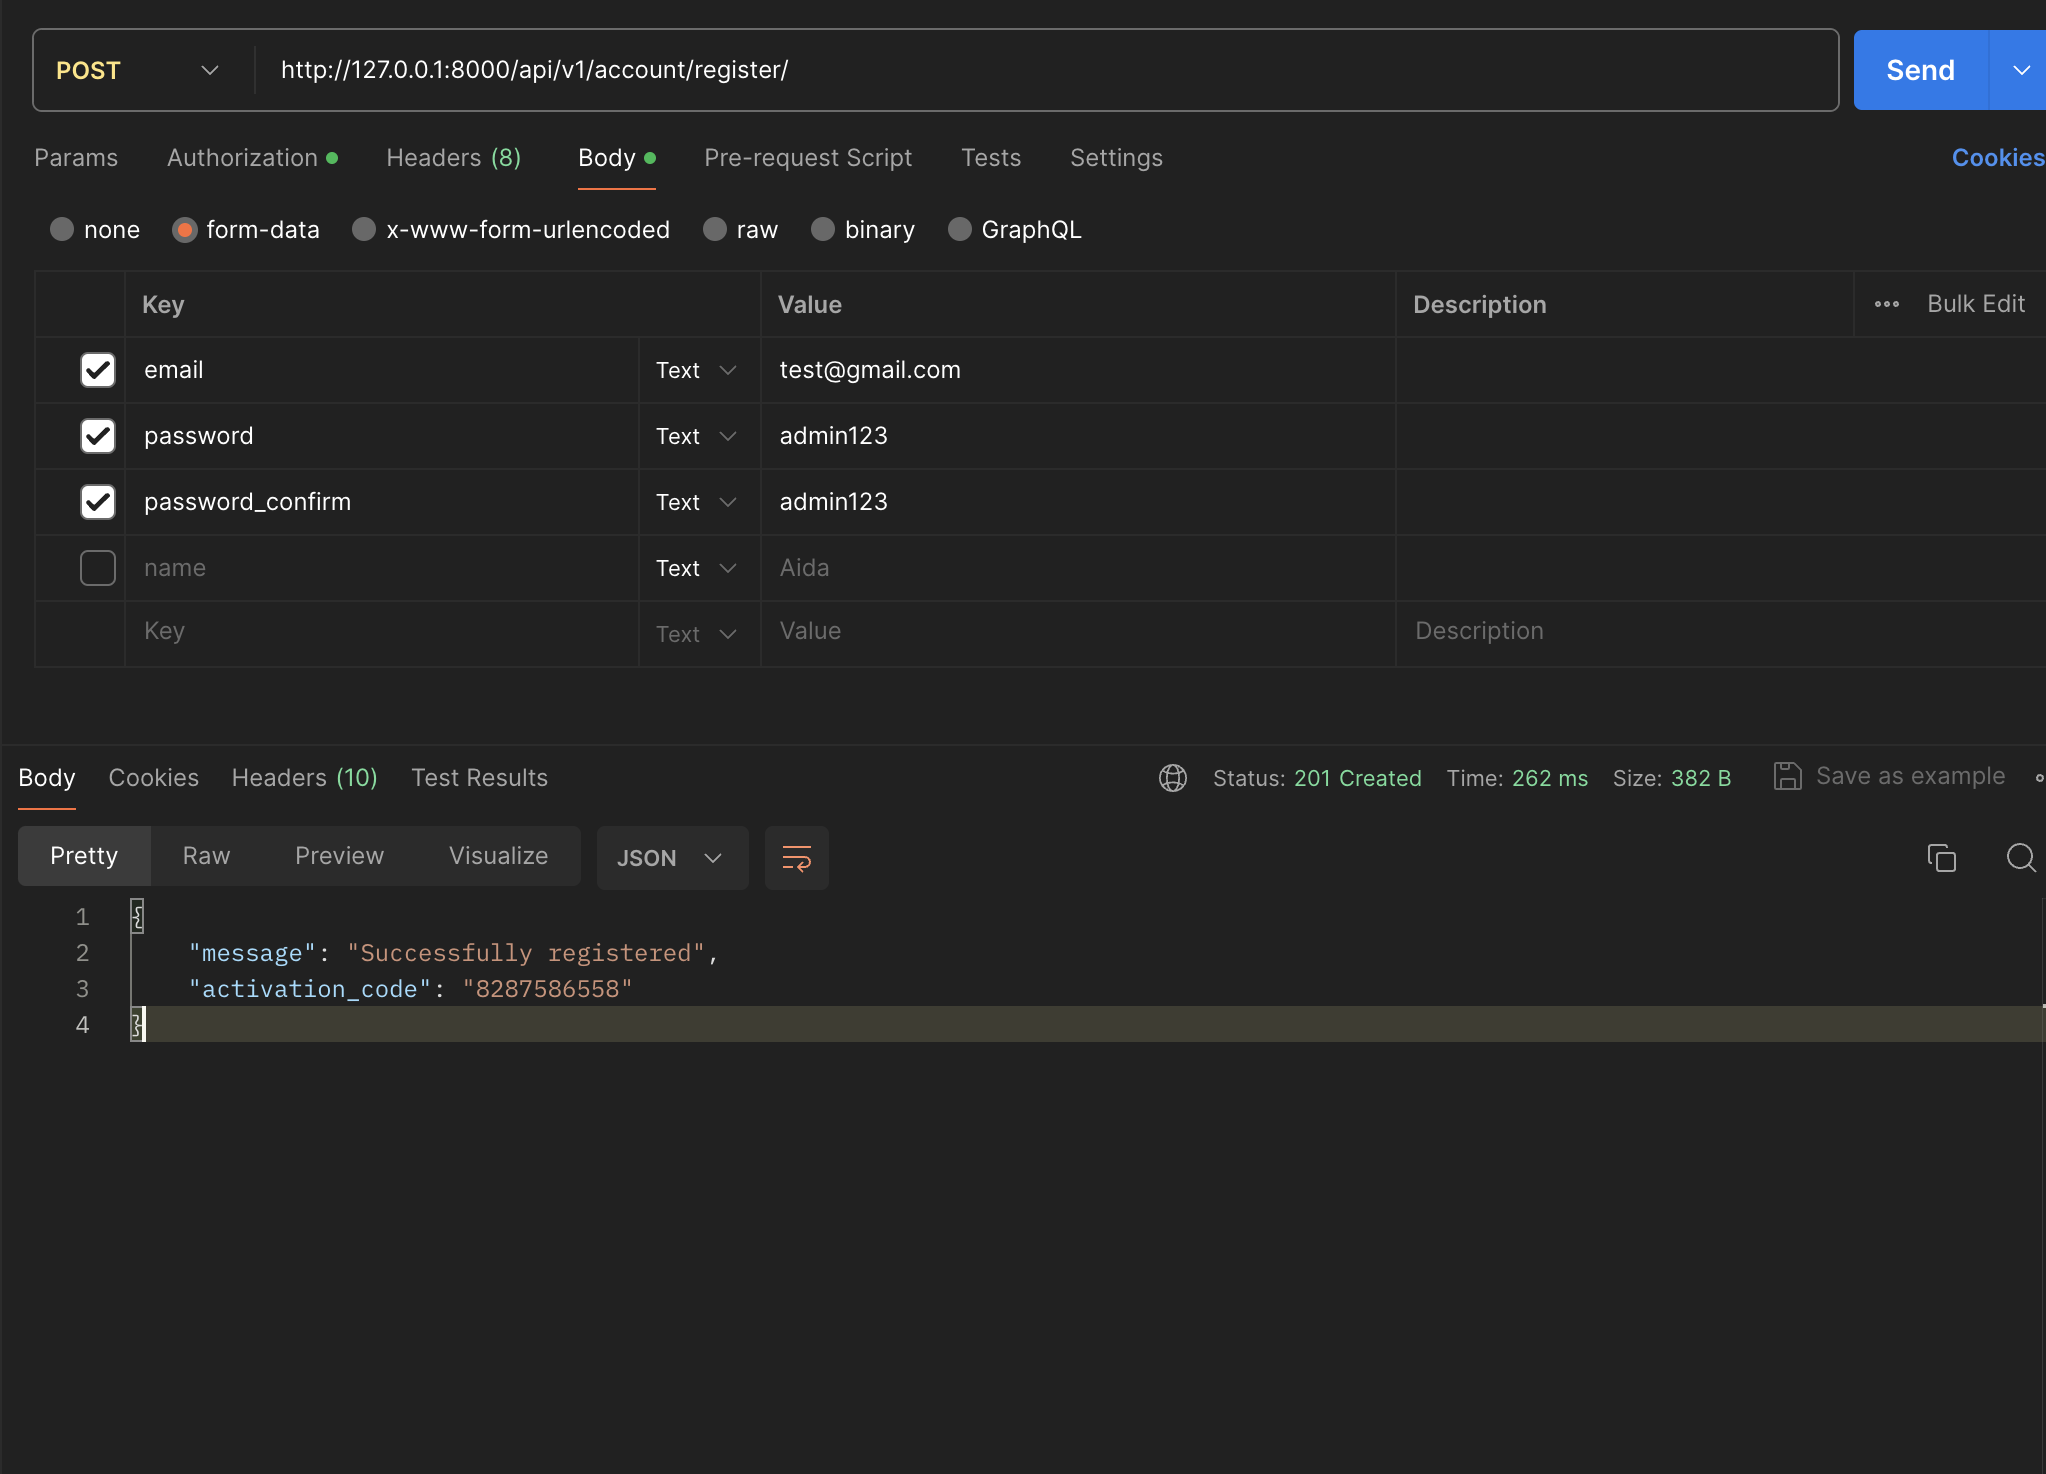 POST http://127.0.0.1:8000/api/v1/account/register/ Send
Params Authorization Headers (8) Body Pre-request Script Tests Settings Cookies
none form-data x-www-form-urlencoded raw binary GraphQL
Key Value Description Bulk Edit
email Text test@gmail.com
password Text admin123
password_confirm Text admin123
name Text Aida
Key Text Value Description
Body Cookies Headers (10) Test Results Status: 201 Created Time: 262 ms Size: 382 B Save as example
Pretty Raw Preview Visualize JSON
1 {
2 "message": "Successfully registered",
3 "activation_code": "8287586558"
4 }